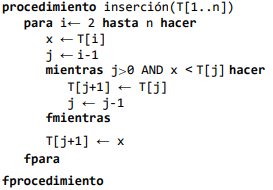 procedimiento inserción(T[1..n])
para i← 2 hasta n hacer
x ← T[i]
j ← i-1
mientras j>0 AND x < T[j] hacer
T[j+1] ← T[j]
j ← j-1
fmientras
T[j+1] ← x
fpara
fprocedimiento